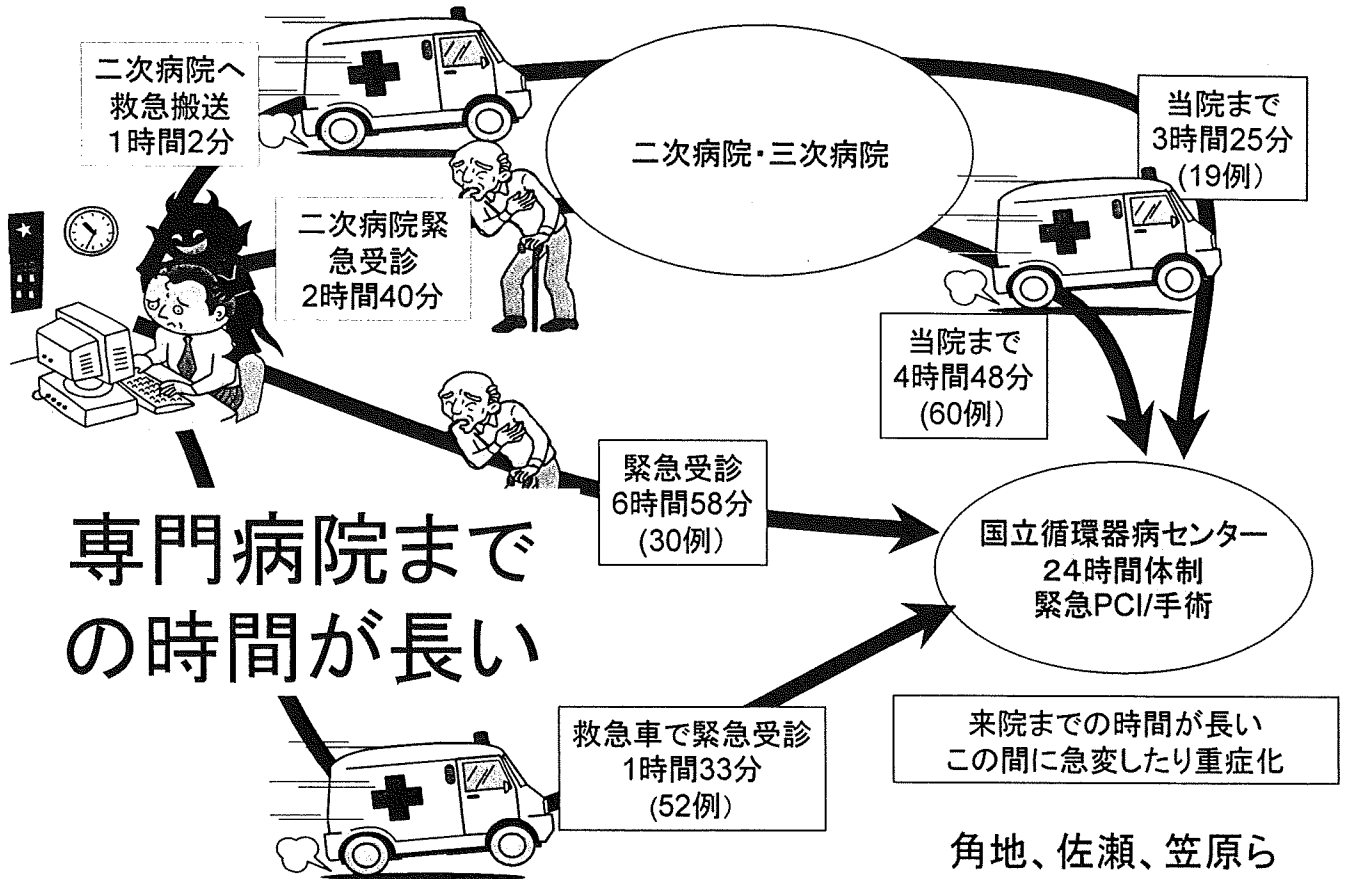 二次病院へ
救急搬送
1時間2分
二次病院・三次病院
当院まで
3時間25分
(19例)
二次病院緊
急受診
2時間40分
当院まで
4時間48分
(60例)
緊急受診
6時間58分
(30例)
専門病院まで
の時間が長い
国立循環器病センター
24時間体制
緊急PCI/手術
救急車で緊急受診
1時間33分
(52例)
来院までの時間が長い
この間に急変したり重症化
角地、佐瀬、笠原ら